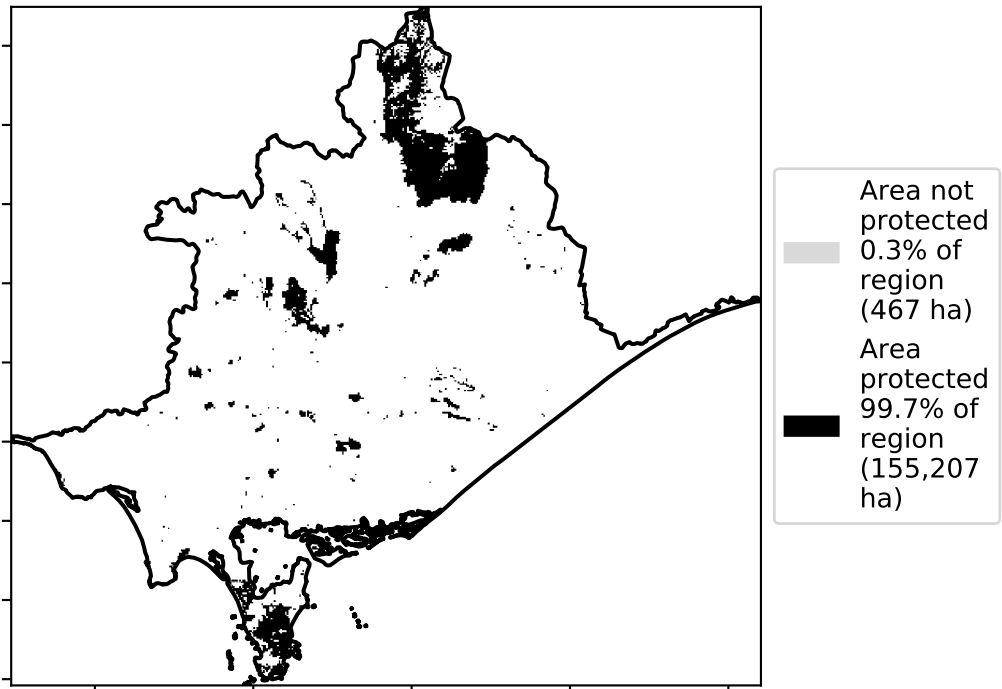 Area not
protected
0.3% of
region
(467 ha)
Area
protected
99.7% of
region
(155,207
ha)